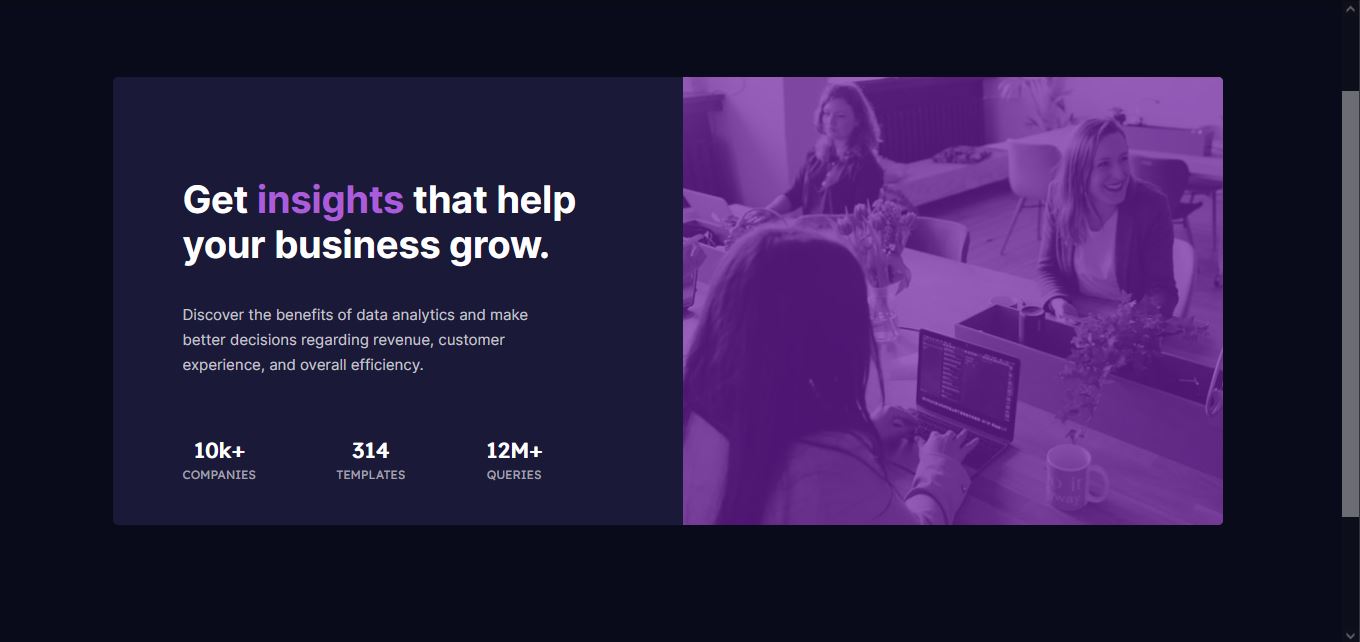 Get insights that help
your business grow.
Discover the benefits of data analytics and make
better decisions regarding revenue, customer
experience, and overall efficiency.
10k+ 314 12M+
COMPANIES TEMPLATES QUERIES